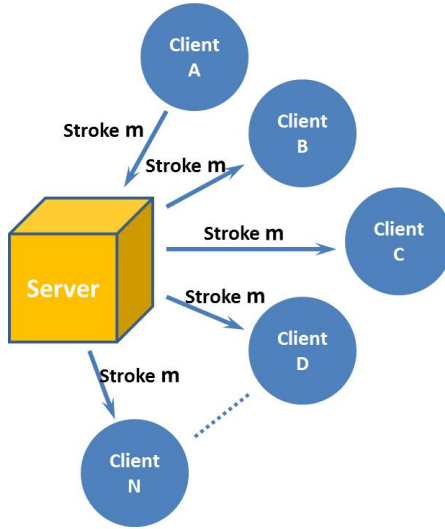 Client
A
Stroke m
Client
B
Stroke m
Stroke m
Client
C
Server
Stroke m
Client
D
Stroke m
Client
N